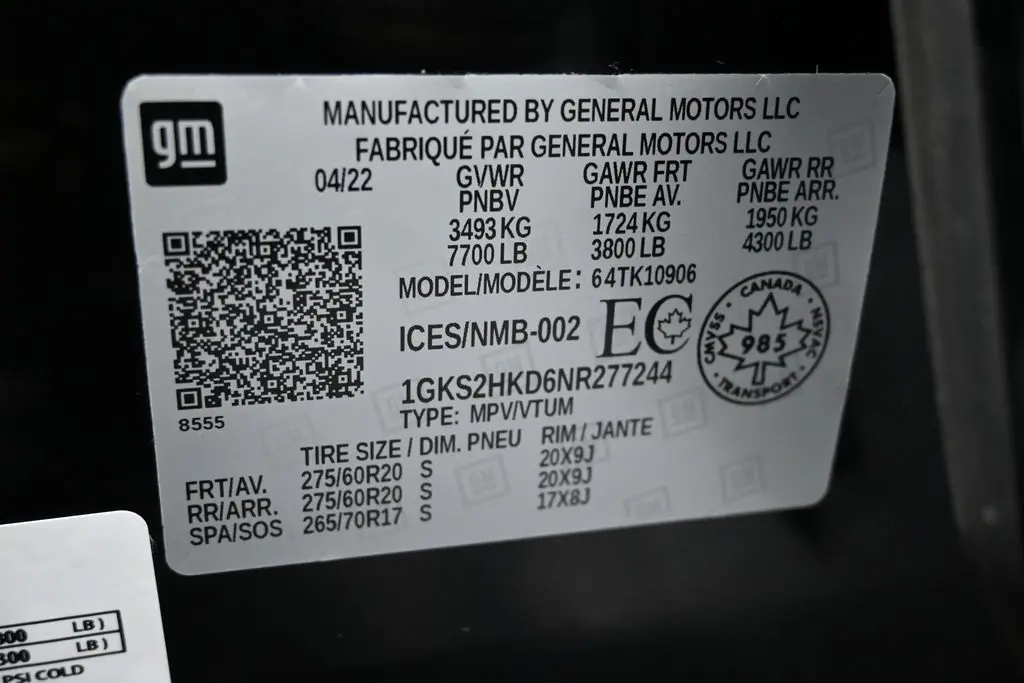 gm
MANUFACTURED BY GENERAL MOTORS LLC
FABRIQUÉ PAR GENERAL MOTORS LLC
04/22 GVWR GAWR FRT GAWR RR
PNBV PNBE AV. PNBE ARR.
3493 KG 1724 KG 1950 KG
7700 LB 3800 LB 4300 LB
MODEL/MODÈLE: 64TK10906
ICES/NMB-002 EC
CANADA
CMVSS 985 NSVAC
TRANSPORT
1GKS2HKD6NR277244
TYPE: MPV/VTUM
8555
TIRE SIZE / DIM. PNEU RIM / JANTE
FRT/AV. 275/60R20 S 20X9J
RR/ARR. 275/60R20 S 20X9J
SPA/SOS 265/70R17 S 17X8J
LB )
LB )
PSI COLD